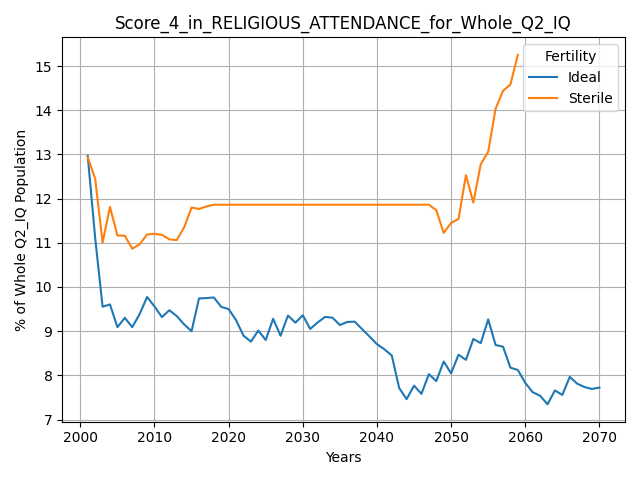 Score_4_in_RELIGIOUS_ATTENDANCE_for_Whole_Q2_IQ
% of Whole Q2_IQ Population
15
14
13
12
11
10
9
8
7
Fertility
Ideal
Sterile
2000 2010 2020 2030 2040 2050 2060 2070
Years